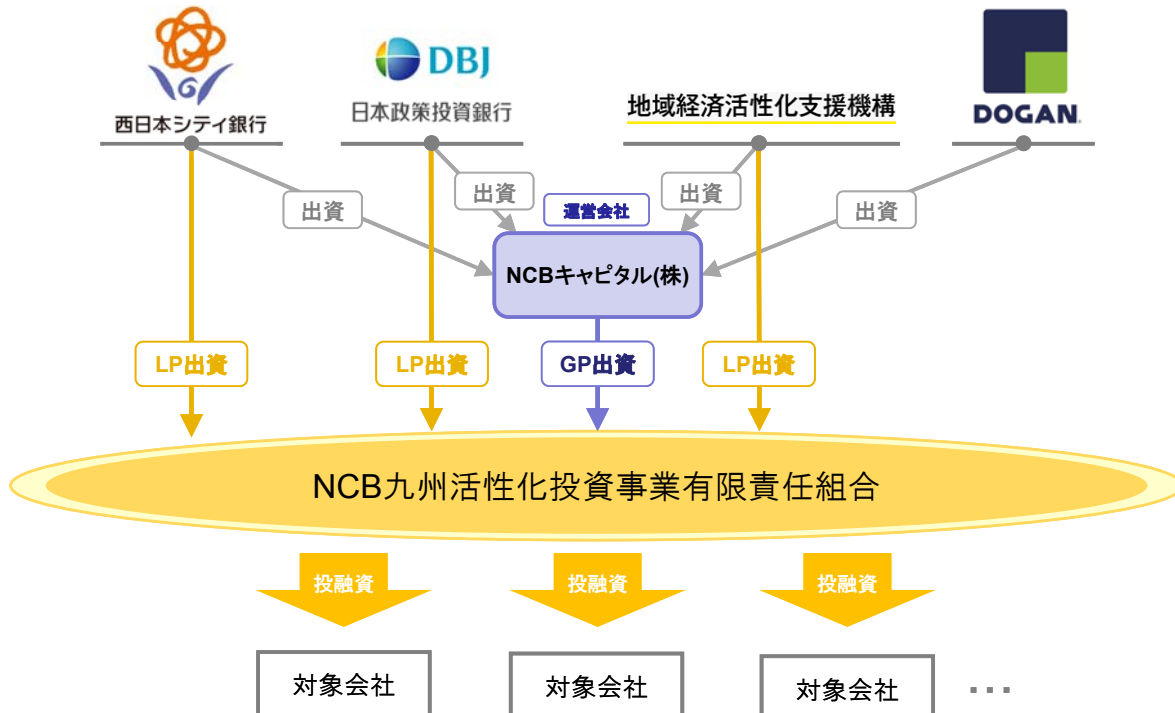 西日本シティ銀行
DBJ
日本政策投資銀行
地域経済活性化支援機構
DOGAN
出資
出資
出資
出資
運営会社
NCBキャピタル(株)
LP出資
LP出資
GP出資
LP出資
NCB九州活性化投資事業有限責任組合
投融資
投融資
投融資
対象会社
対象会社
対象会社
...